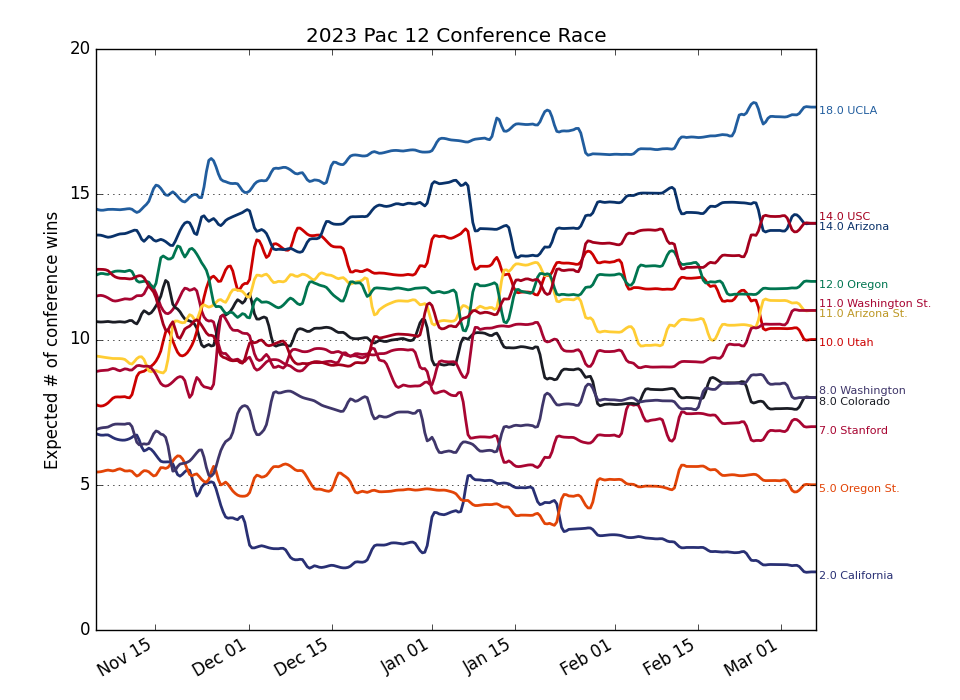 2023 Pac 12 Conference Race
Expected # of conference wins
20
15
10
5
0
18.0 UCLA
14.0 USC
14.0 Arizona
12.0 Oregon
11.0 Washington St.
11.0 Arizona St.
10.0 Utah
8.0 Washington
8.0 Colorado
7.0 Stanford
5.0 Oregon St.
2.0 California
Nov 15
Dec 01
Dec 15
Jan 01
Jan 15
Feb 01
Feb 15
Mar 01